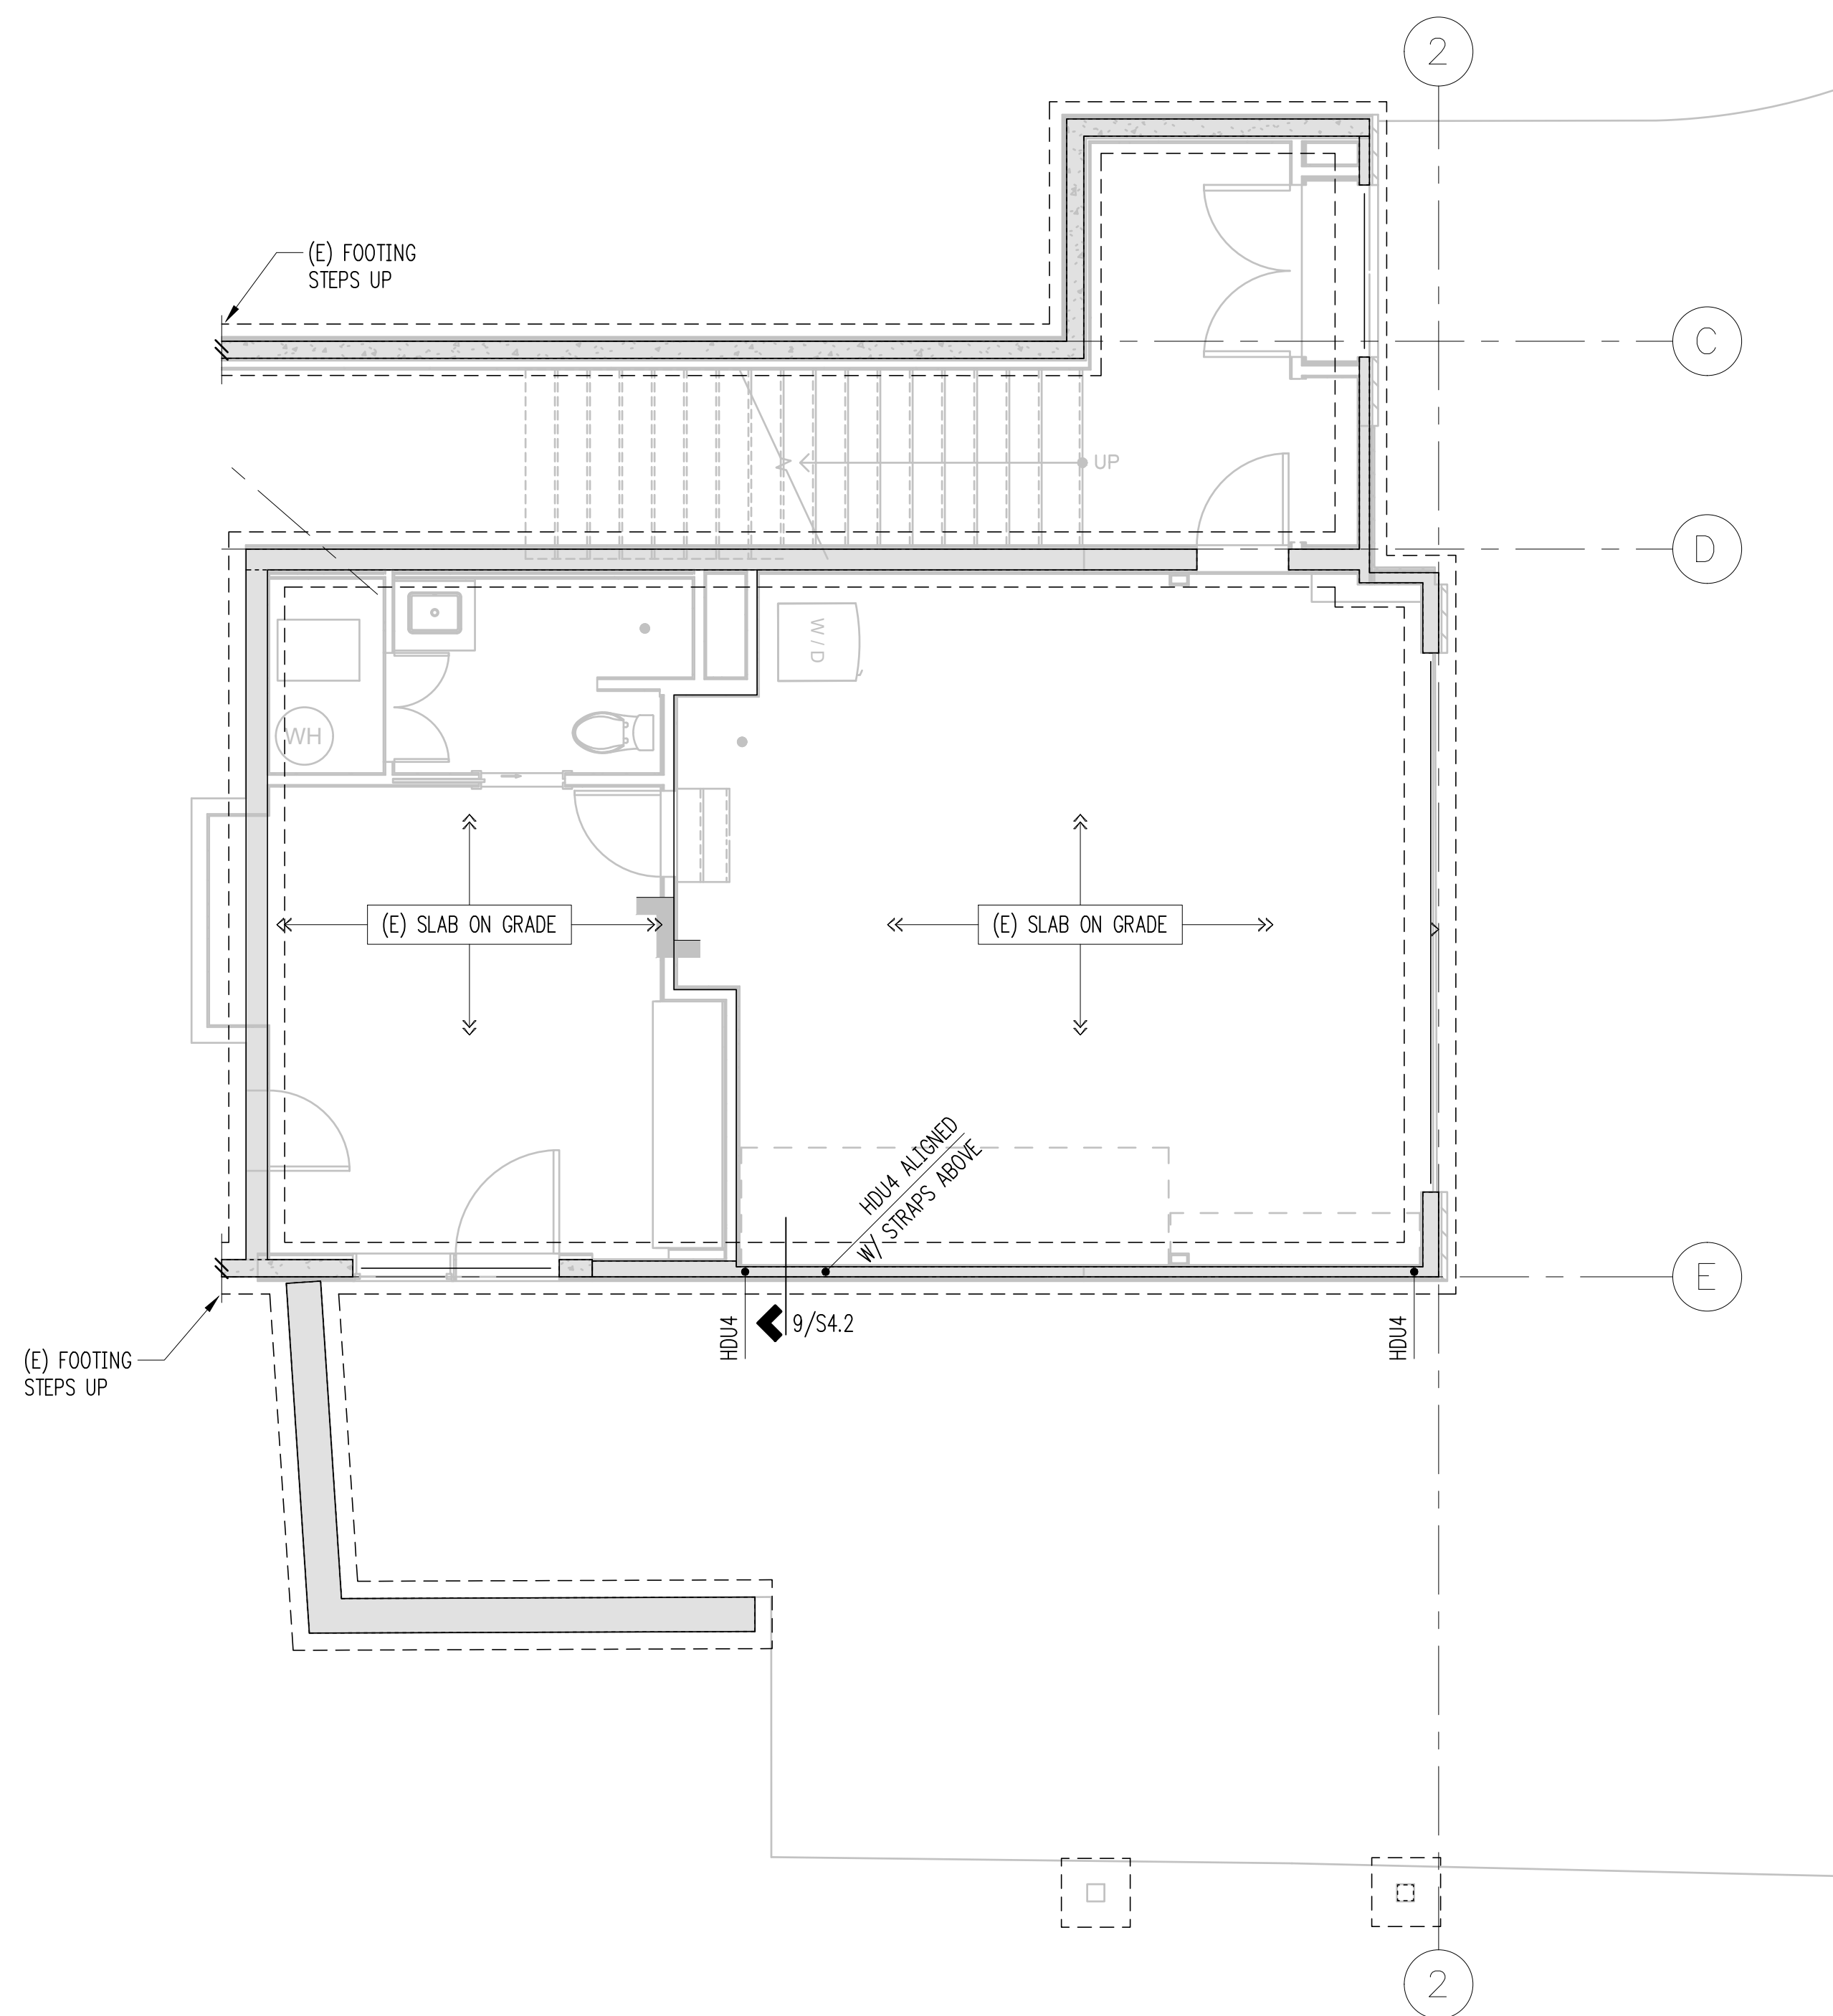 2
(E) FOOTING
STEPS UP
C
UP
D
W/D
WH
(E) SLAB ON GRADE
(E) SLAB ON GRADE
HDU4 ALIGNED
W/ STRAPS ABOVE
E
HDU4
9/S4.2
HDU4
(E) FOOTING
STEPS UP
2